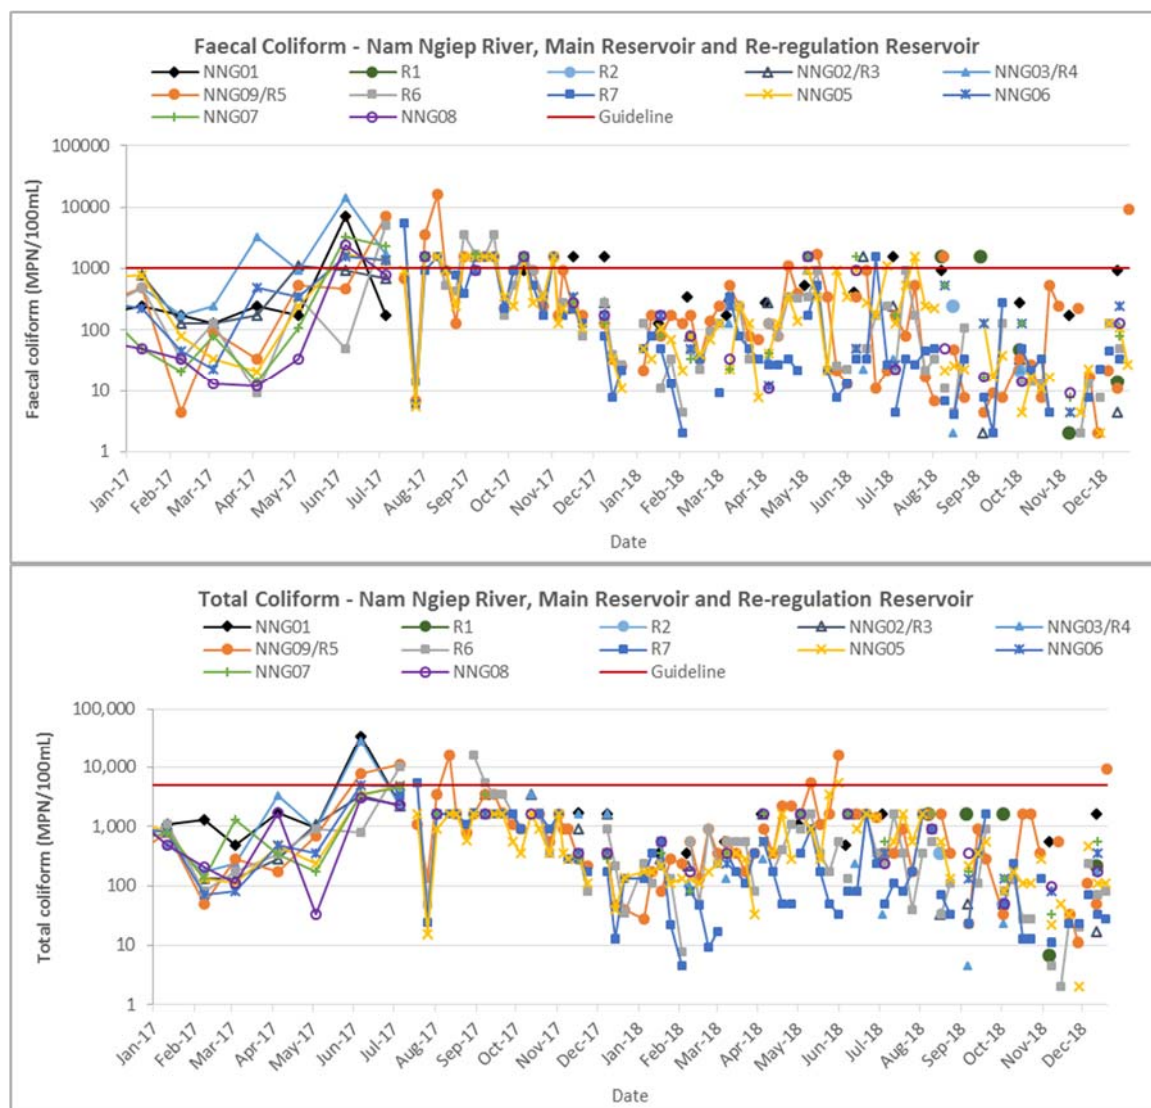 Faecal Coliform - Nam Ngiep River, Main Reservoir and Re-regulation Reservoir
NNG01 R1 R2 NNG02/R3 NNG03/R4
NNG09/R5 R6 R7 NNG05 NNG06
NNG07 NNG08 Guideline
Faecal coliform (MPN/100mL)
100000
10000
1000
100
10
1
Jan-17 Feb-17 Mar-17 Apr-17 May-17 Jun-17 Jul-17 Aug-17 Sep-17 Oct-17 Nov-17 Dec-17 Jan-18 Feb-18 Mar-18 Apr-18 May-18 Jun-18 Jul-18 Aug-18 Sep-18 Oct-18 Nov-18 Dec-18
Date
Total Coliform - Nam Ngiep River, Main Reservoir and Re-regulation Reservoir
NNG01 R1 R2 NNG02/R3 NNG03/R4
NNG09/R5 R6 R7 NNG05 NNG06
NNG07 NNG08 Guideline
Total coliform (MPN/100mL)
100,000
10,000
1,000
100
10
1
Jan-17 Feb-17 Mar-17 Apr-17 May-17 Jun-17 Jul-17 Aug-17 Sep-17 Oct-17 Nov-17 Dec-17 Jan-18 Feb-18 Mar-18 Apr-18 May-18 Jun-18 Jul-18 Aug-18 Sep-18 Oct-18 Nov-18 Dec-18
Date